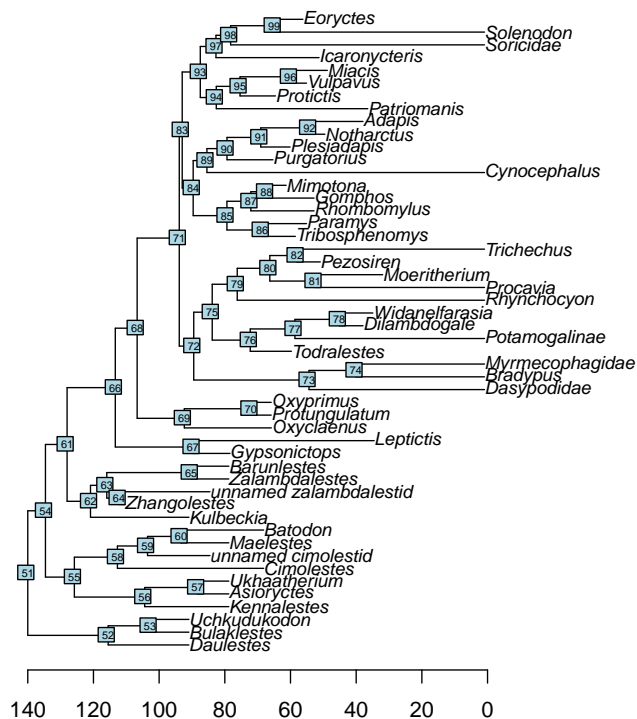 Eoryctes
99
98
Solenodon
97
Soricidae
Icaronycteris
93
Miacis
96
95
Vulpavus
94
Protictis
Patriomanis
Adapis
92
83
91
Notharctus
90
Plesiadapis
89
Purgatorius
Cynocephalus
84
Mimotona
88
87
Gomphos
85
Rhombomylus
Paramys
86
71
Tribosphenomys
Trichechus
82
80
Pezosiren
Moeritherium
79
81
Procavia
Rhynchocyon
75
Widanelfarasia
78
68
77
Dilambdogale
76
Potamogalinae
72
Todralestes
Myrmecophagidae
74
73
Bradypus
Dasypodidae
66
Oxyprimus
70
69
Protungulatum
Oxyclaenus
61
Leptictis
67
Gypsonictops
Barunlestes
65
63
Zalambdalestes
62
64
unnamed zalambdalestid
Zhangolestes
54
Kulbeckia
Batodon
60
59
Maelestes
58
unnamed cimolestid
51
55
Cimolestes
Ukhaatherium
57
56
Asioryctes
Kennalestes
Uchkudukodon
53
52
Bulaklestes
Daulestes
140 120 100 80 60 40 20 0